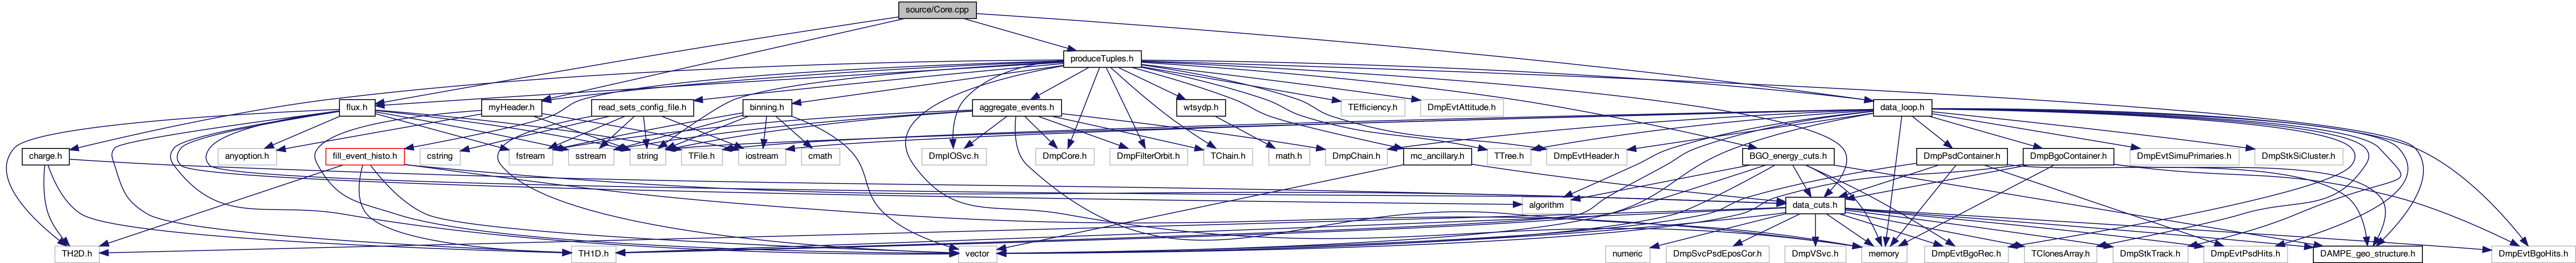 source/Core.cpp
produceTuples.h
flux.h
myHeader.h
read_sets_config_file.h
binning.h
aggregate_events.h
wtsydp.h
TEfficiency.h
DmpEvtAttitude.h
data_loop.h
charge.h
anyoption.h
fill_event_histo.h
cstring
fstream
sstream
string
TFile.h
iostream
cmath
DmpIOSvc.h
DmpCore.h
DmpFilterOrbit.h
TChain.h
math.h
DmpChain.h
mc_ancillary.h
TTree.h
DmpEvtHeader.h
BGO_energy_cuts.h
DmpPsdContainer.h
DmpBgoContainer.h
DmpEvtSimuPrimaries.h
DmpStkSiCluster.h
algorithm
data_cuts.h
TH2D.h
TH1D.h
vector
numeric
DmpSvcPsdEposCor.h
DmpVSvc.h
memory
DmpEvtBgoRec.h
TClonesArray.h
DmpStkTrack.h
DmpEvtPsdHits.h
DAMPE_geo_structure.h
DmpEvtBgoHits.h